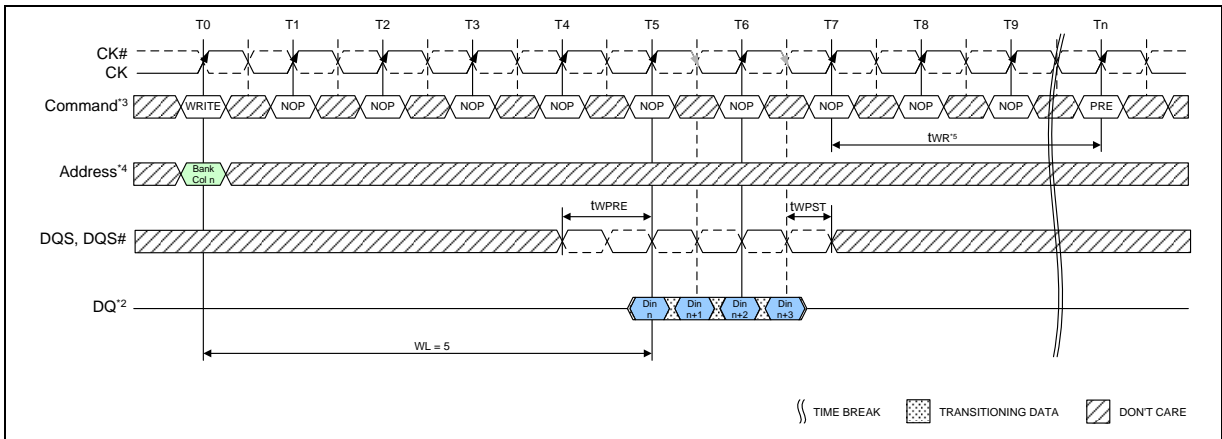 T0 T1 T2 T3 T4 T5 T6 T7 T8 T9 Tn
CK#
CK
Command*3 WRITE NOP NOP NOP NOP NOP NOP NOP NOP NOP PRE
tWR*5
Address*4 Bank Col n
tWPRE tWPST
DQS, DQS#
DQ*2 Din n Din n+1 Din n+2 Din n+3
WL = 5
TIME BREAK TRANSITIONING DATA DON'T CARE